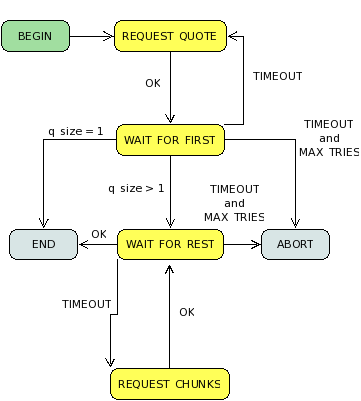 BEGIN
REQUEST QUOTE
OK
TIMEOUT
WAIT FOR FIRST
q size = 1
TIMEOUT
and
MAX TRIES
q size > 1
TIMEOUT
and
MAX TRIES
END
OK
WAIT FOR REST
ABORT
TIMEOUT
OK
REQUEST CHUNKS